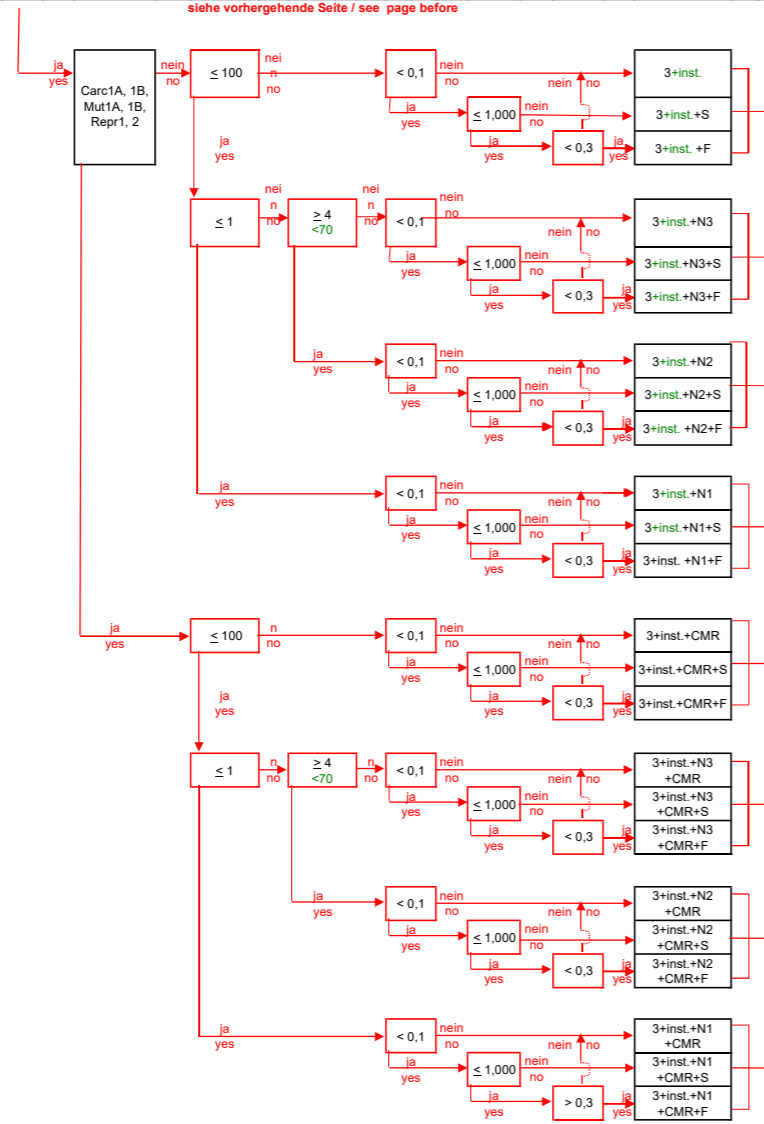 siehe vorhergehende Seite / see page before
ja
yes
Carc1A, 1B,
Mut1A, 1B,
Repr1, 2
nein
no
≤ 100
nei
n
no
< 0,1
nein
no
nein no
3+inst.
ja
yes
≤ 1,000
nein
no
3+inst.+S
ja
yes
< 0,3
ja
yes
3+inst. +F
ja
yes
≤ 1
nei
n
no
≥ 4
<70
nei
n
no
< 0,1
nein
no
nein no
3+inst.+N3
ja
yes
≤ 1,000
nein
no
3+inst.+N3+S
ja
yes
< 0,3
ja
yes
3+inst.+N3+F
ja
yes
< 0,1
nein
no
nein no
3+inst.+N2
ja
yes
≤ 1,000
nein
no
3+inst.+N2+S
ja
yes
< 0,3
ja
yes
3+inst. +N2+F
ja
yes
< 0,1
nein
no
nein no
3+inst.+N1
ja
yes
≤ 1,000
nein
no
3+inst.+N1+S
ja
yes
< 0,3
ja
yes
3+inst. +N1+F
ja
yes
≤ 100
n
no
< 0,1
nein
no
nein no
3+inst.+CMR
ja
yes
≤ 1,000
nein
no
3+inst.+CMR+S
ja
yes
< 0,3
ja
yes
3+inst.+CMR+F
ja
yes
≤ 1
n
no
≥ 4
<70
n
no
< 0,1
nein
no
nein no
3+inst.+N3
+CMR
ja
yes
≤ 1,000
nein
no
3+inst.+N3
+CMR+S
ja
yes
< 0,3
ja
yes
3+inst.+N3
+CMR+F
ja
yes
< 0,1
nein
no
nein no
3+inst.+N2
+CMR
ja
yes
≤ 1,000
nein
no
3+inst.+N2
+CMR+S
ja
yes
< 0,3
ja
yes
3+inst.+N2
+CMR+F
ja
yes
< 0,1
nein
no
nein no
3+inst.+N1
+CMR
ja
yes
≤ 1,000
nein
no
3+inst.+N1
+CMR+S
ja
yes
> 0,3
ja
yes
3+inst.+N1
+CMR+F